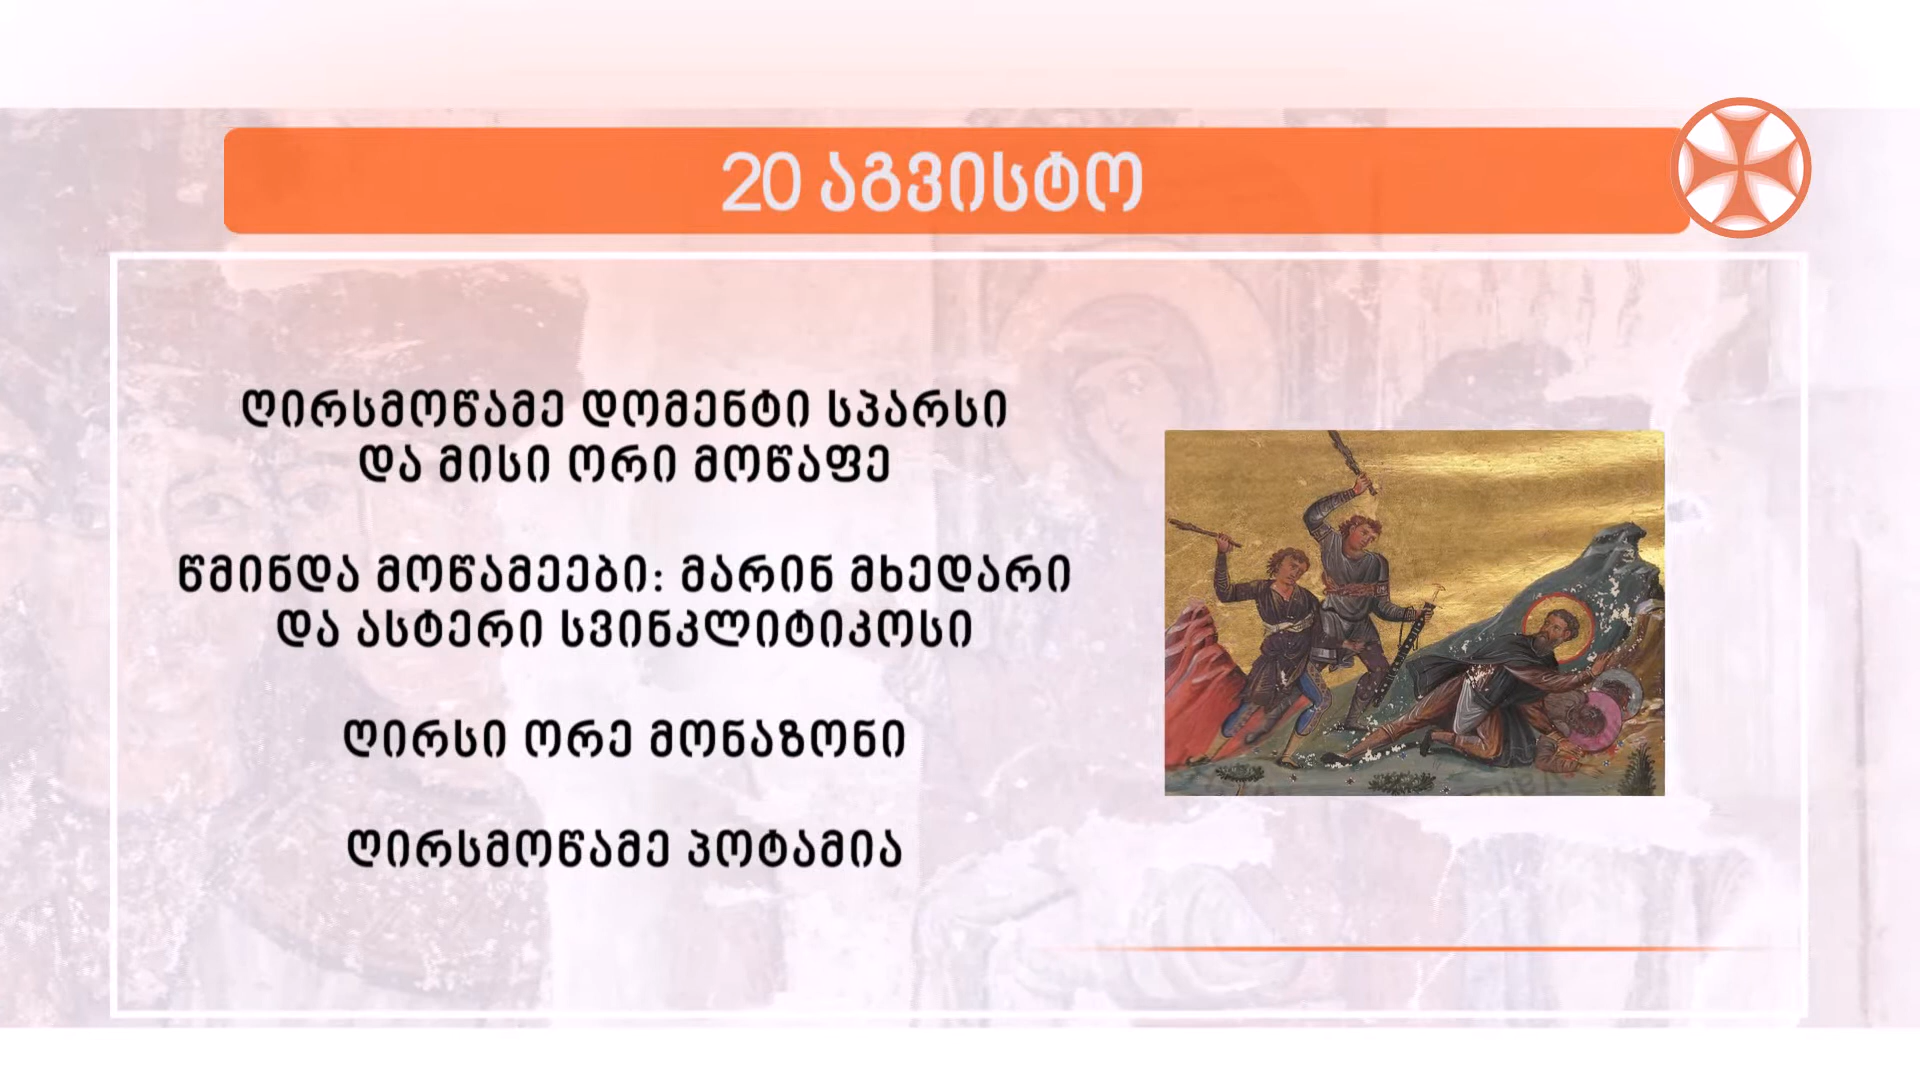 20 აგვისტო
ღირსმოწამე დომენტი სპარსი
და მისი ორი მოწაფე
წმინდა მოწამეები: მარინ მხედარი
და ასტერი სვინკლიტიკოსი
ღირსი ორე მონაზონი
ღირსმოწამე პოტამია